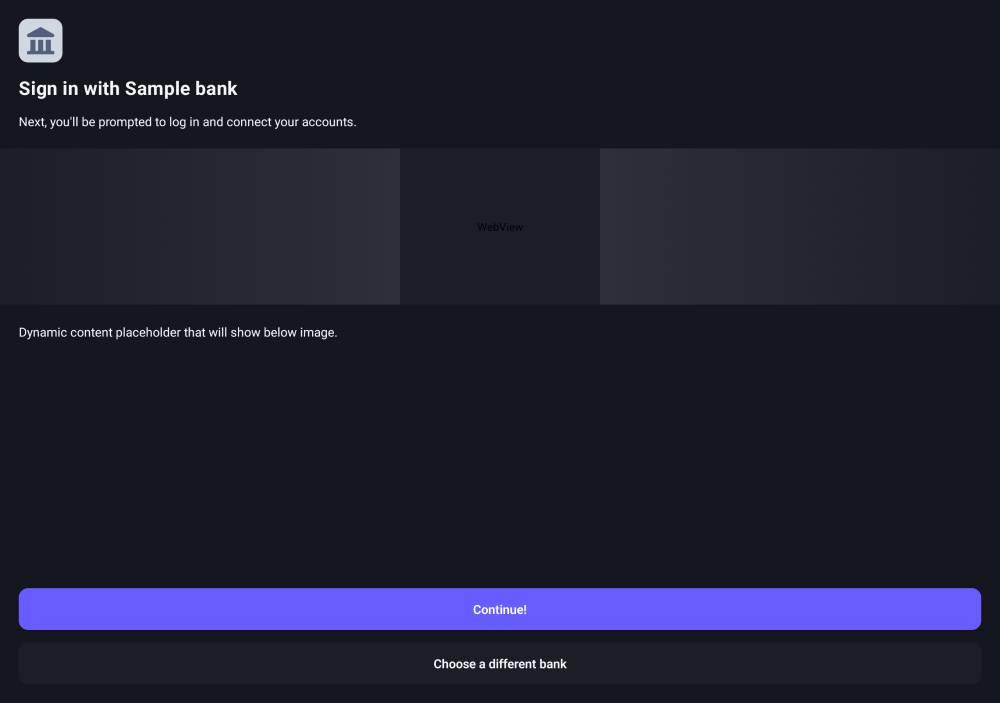 Sign in with Sample bank
Next, you'll be prompted to log in and connect your accounts.
WebView
Dynamic content placeholder that will show below image.
Continue!
Choose a different bank